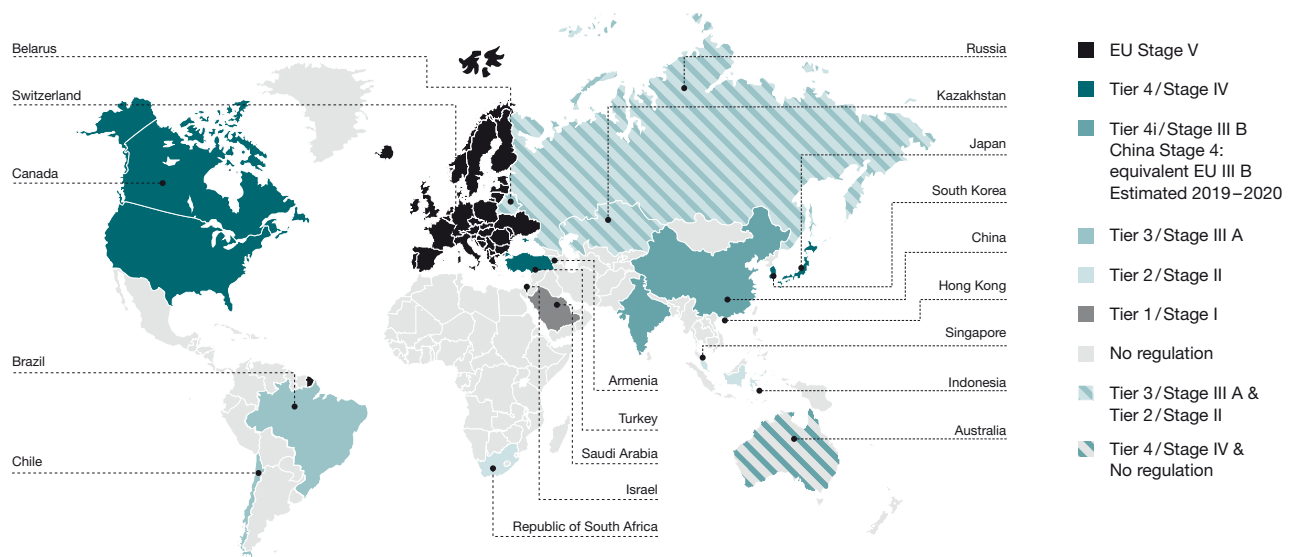 Belarus
Switzerland
Canada
Brazil
Chile
Armenia
Turkey
Saudi Arabia
Israel
Republic of South Africa
Russia
Kazakhstan
Japan
South Korea
China
Hong Kong
Singapore
Indonesia
Australia
EU Stage V
Tier 4/Stage IV
Tier 4i/Stage III B
China Stage 4:
equivalent EU III B
Estimated 2019–2020
Tier 3/Stage III A
Tier 2/Stage II
Tier 1/Stage I
No regulation
Tier 3/Stage III A &
Tier 2/Stage II
Tier 4/Stage IV &
No regulation